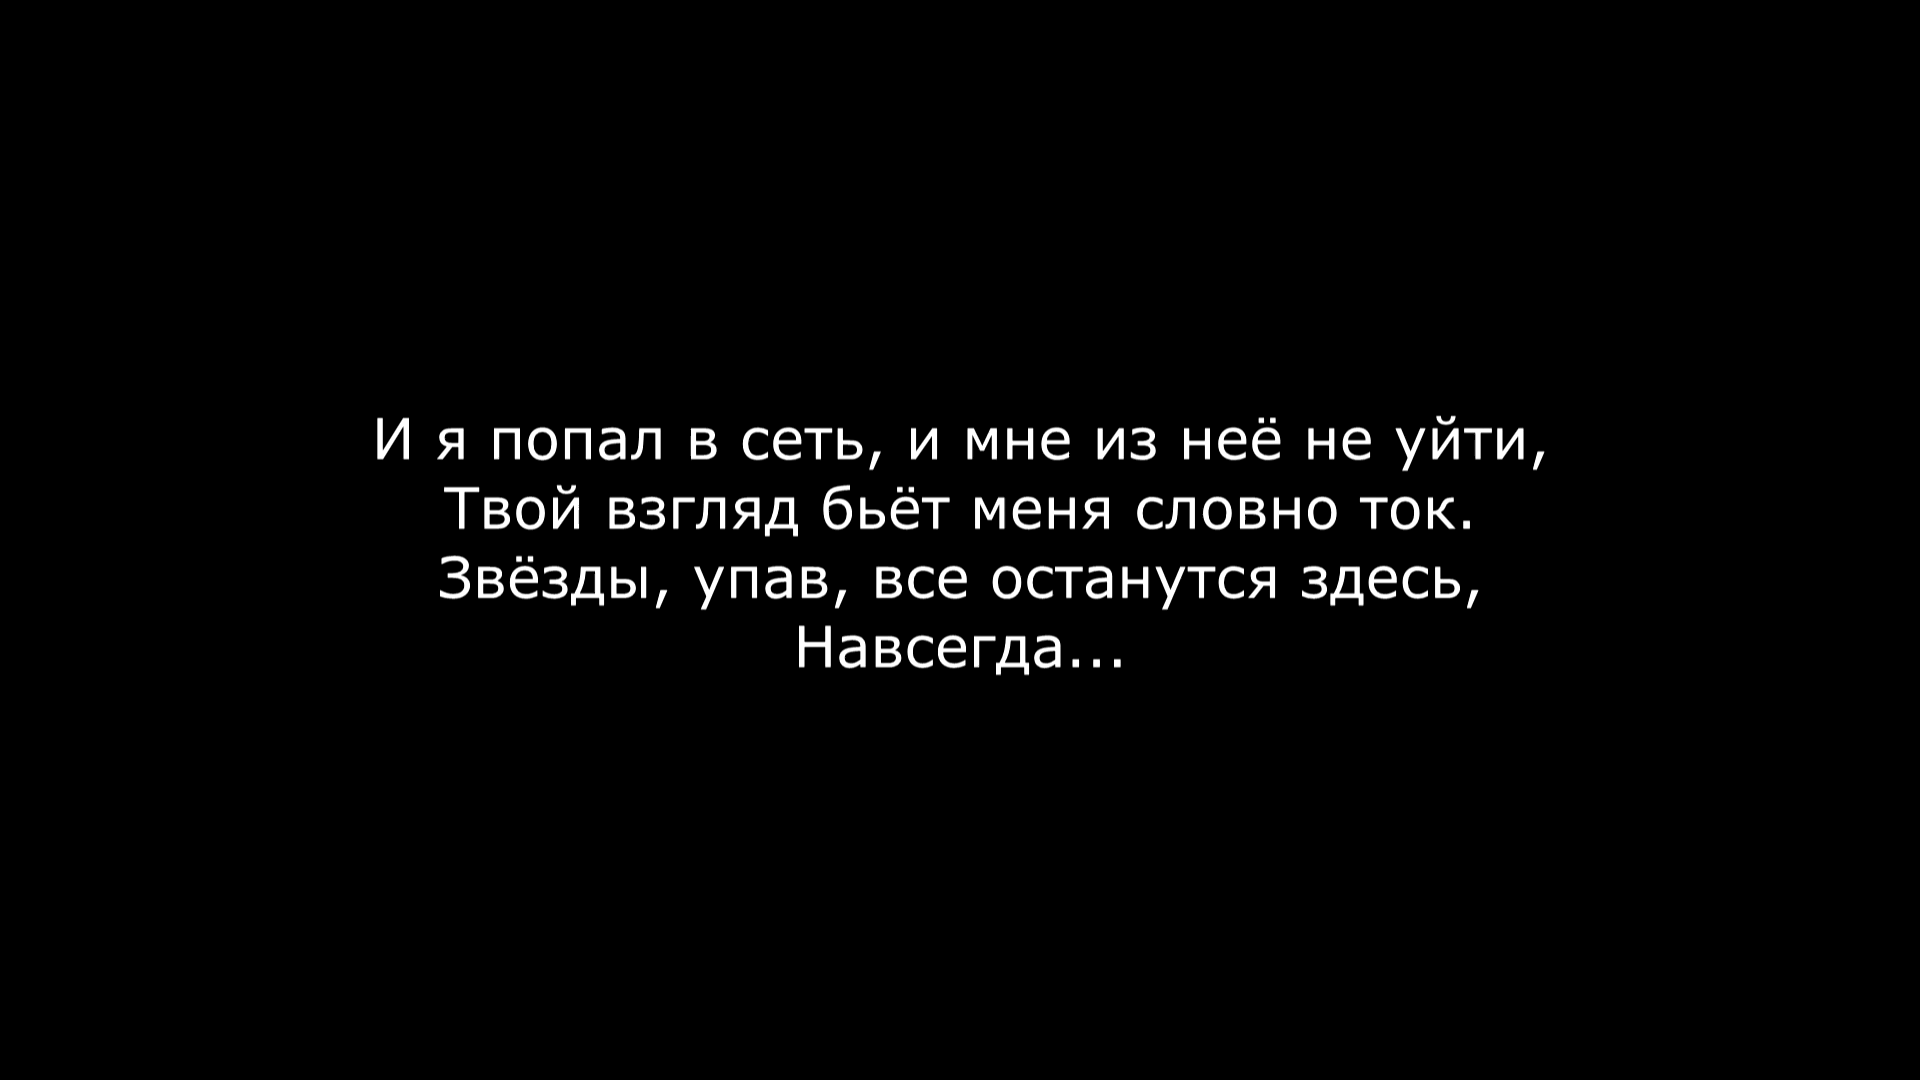 И я попал в сеть, и мне из неё не уйти,
Твой взгляд бьёт меня словно ток.
Звёзды, упав, все останутся здесь,
Навсегда...